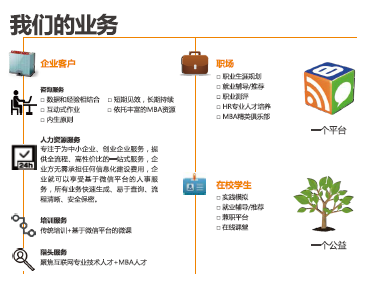 我们的业务
企业客户
咨询服务
□ 数据和经验相结合 □ 短期见效，长期持续
□ 互动式作业 □ 依托丰富的MBA资源
□ 内生原则
人力资源服务
专注于为中小企业、创业企业服务，提
供全流程、高性价比的一站式服务，企
业方无需承担任何信息化建设费用，企
业就可以享受基于微信平台的人事服
务，所有业务快速生成、易于查询、流
程清晰、安全保密。
24h
培训服务
传统培训+基于微信平台的微课
猎头服务
聚焦互联网专业技术人才+MBA人才
职场
□ 职业生涯规划
□ 就业辅导/推荐
□ 职业测评
□ HR专业人才培养
□ MBA精英俱乐部
在校学生
□ 实践模拟
□ 就业辅导/推荐
□ 兼职平台
□ 在线课堂
一个平台
一个公益